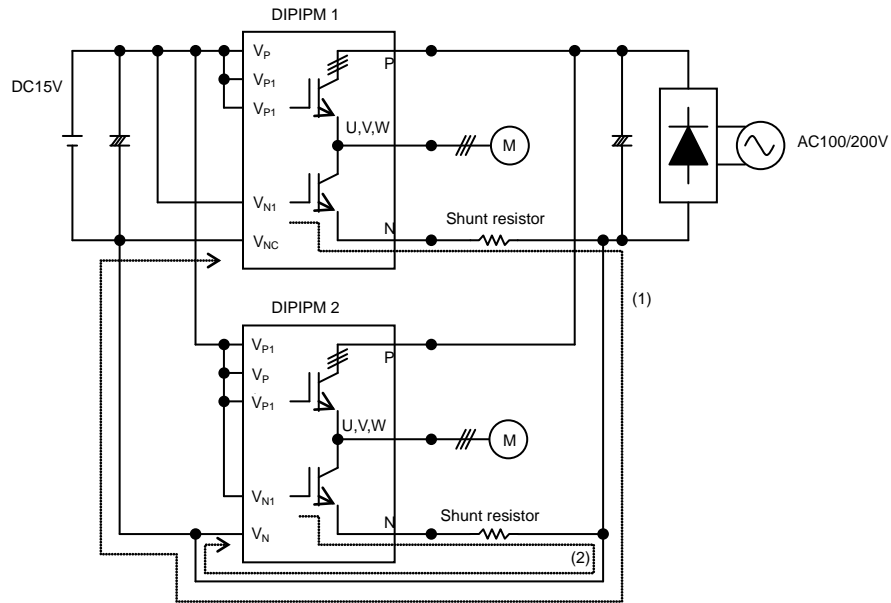 DIPIPM 1
VP
VP1
VP1
P
DC15V
U,V,W
M
AC100/200V
VN1
N
Shunt resistor
VNC
(1)
DIPIPM 2
VP1
VP
VP1
P
U,V,W
M
VN1
N
Shunt resistor
VN
(2)